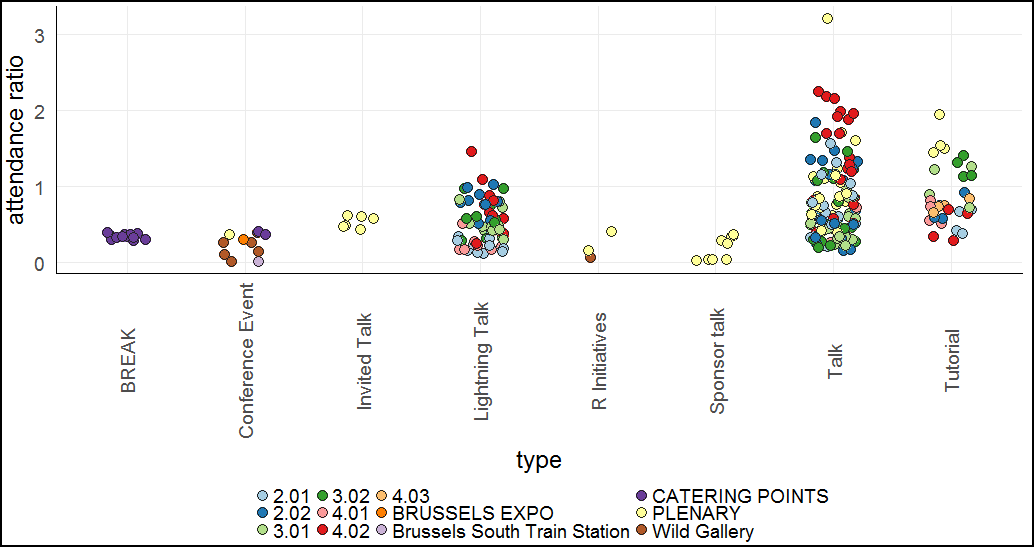 attendance ratio
3
2
1
0
BREAK
Conference Event
Invited Talk
Lightning Talk
R Initiatives
Sponsor talk
Talk
Tutorial
type
2.01 3.02 4.03 CATERING POINTS
2.02 4.01 BRUSSELS EXPO PLENARY
3.01 4.02 Brussels South Train Station Wild Gallery